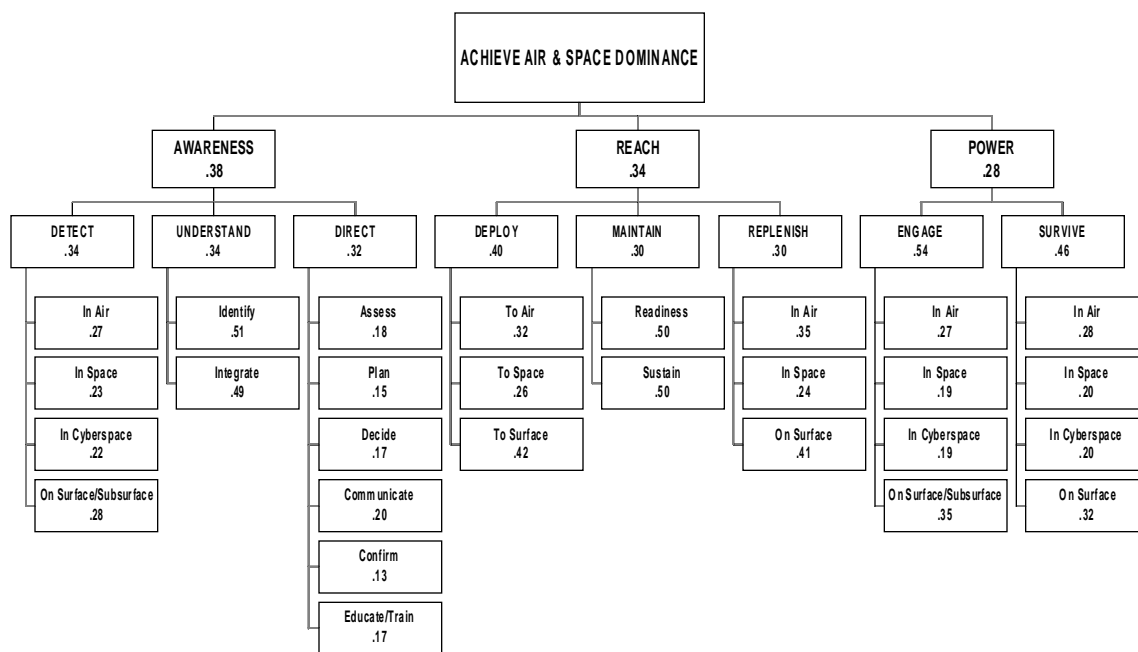 ACHIEVE AIR & SPACE DOMINANCE
AWARENESS
.38
REACH
.34
POWER
.28
DETECT
.34
UNDERSTAND
.34
DIRECT
.32
DEPLOY
.40
MAINTAIN
.30
REPLENISH
.30
ENGAGE
.54
SURVIVE
.46
In Air
.27
In Space
.23
In Cyberspace
.22
On Surface/Subsurface
.28
Identify
.51
Integrate
.49
Assess
.18
Plan
.15
Decide
.17
Communicate
.20
Confirm
.13
Educate/Train
.17
To Air
.32
To Space
.26
To Surface
.42
Readiness
.50
Sustain
.50
In Air
.35
In Space
.24
On Surface
.41
In Air
.27
In Space
.19
In Cyberspace
.19
On Surface/Subsurface
.35
In Air
.28
In Space
.20
In Cyberspace
.20
On Surface
.32